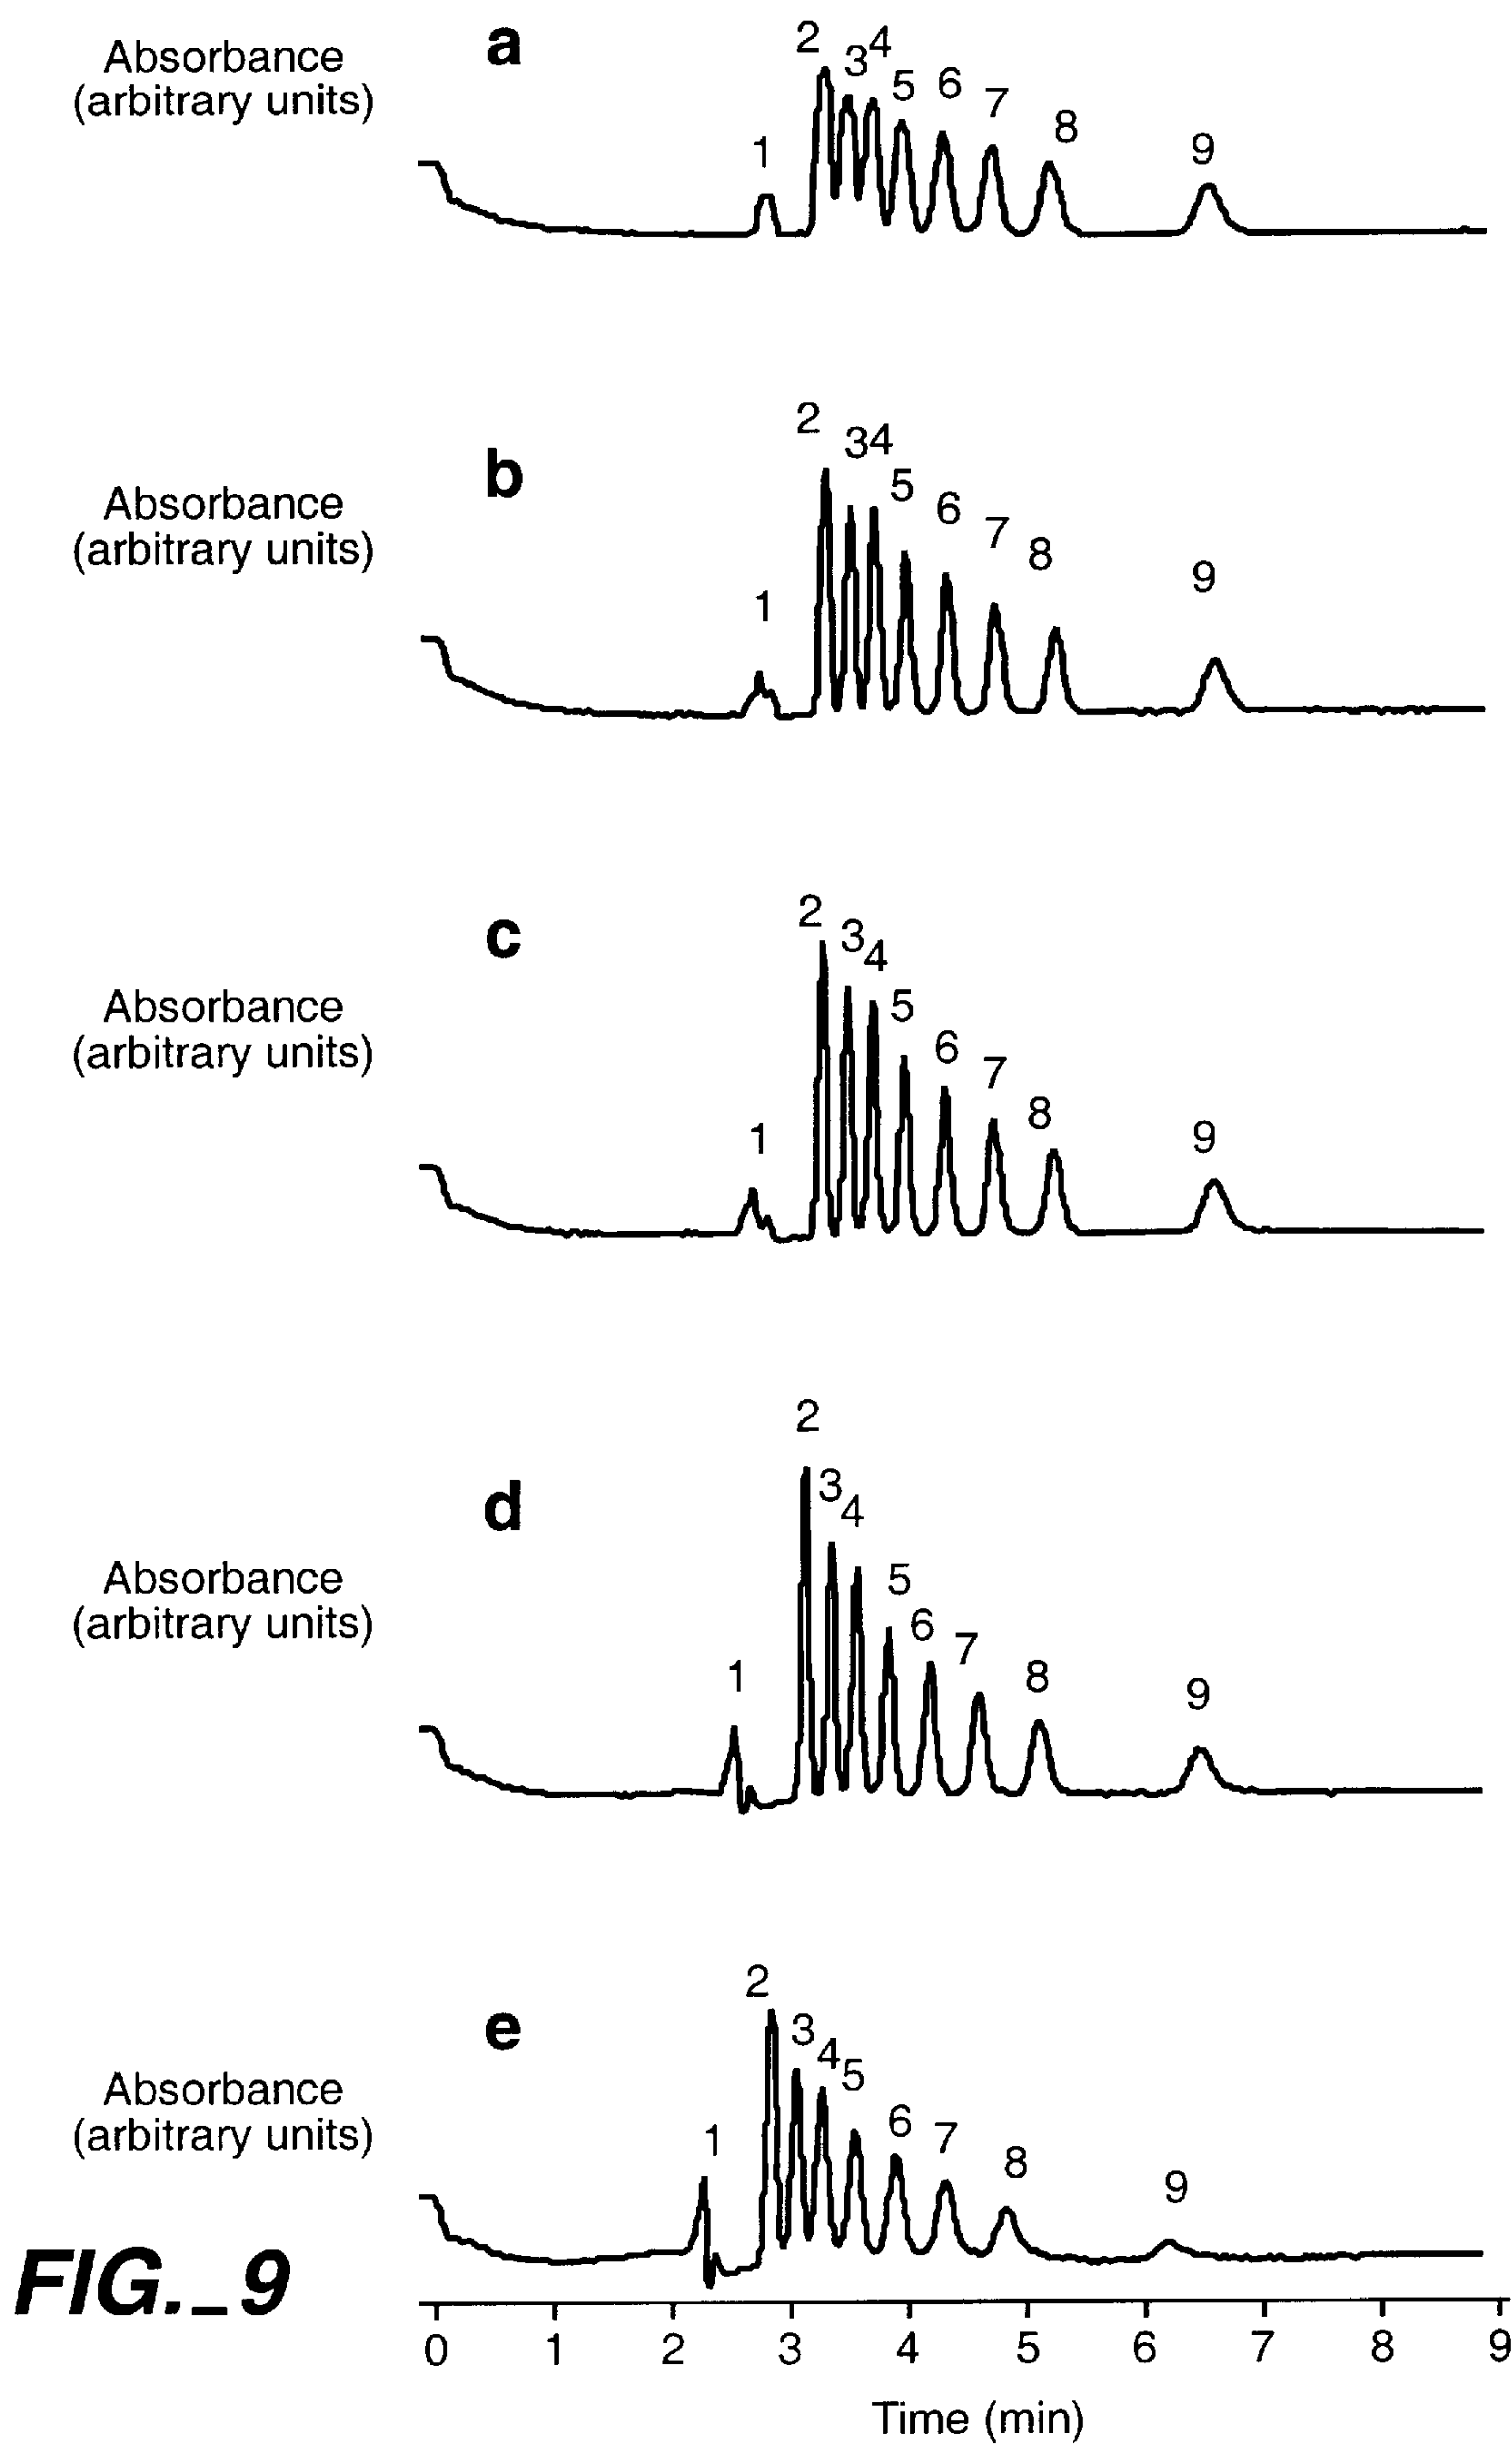 a
Absorbance
(arbitrary units)
1 2 3 4 5 6 7 8 9
b
Absorbance
(arbitrary units)
1 2 3 4 5 6 7 8 9
c
Absorbance
(arbitrary units)
1 2 3 4 5 6 7 8 9
d
Absorbance
(arbitrary units)
1 2 3 4 5 6 7 8 9
e
Absorbance
(arbitrary units)
1 2 3 4 5 6 7 8 9
FIG._9
0 1 2 3 4 5 6 7 8 9
Time (min)